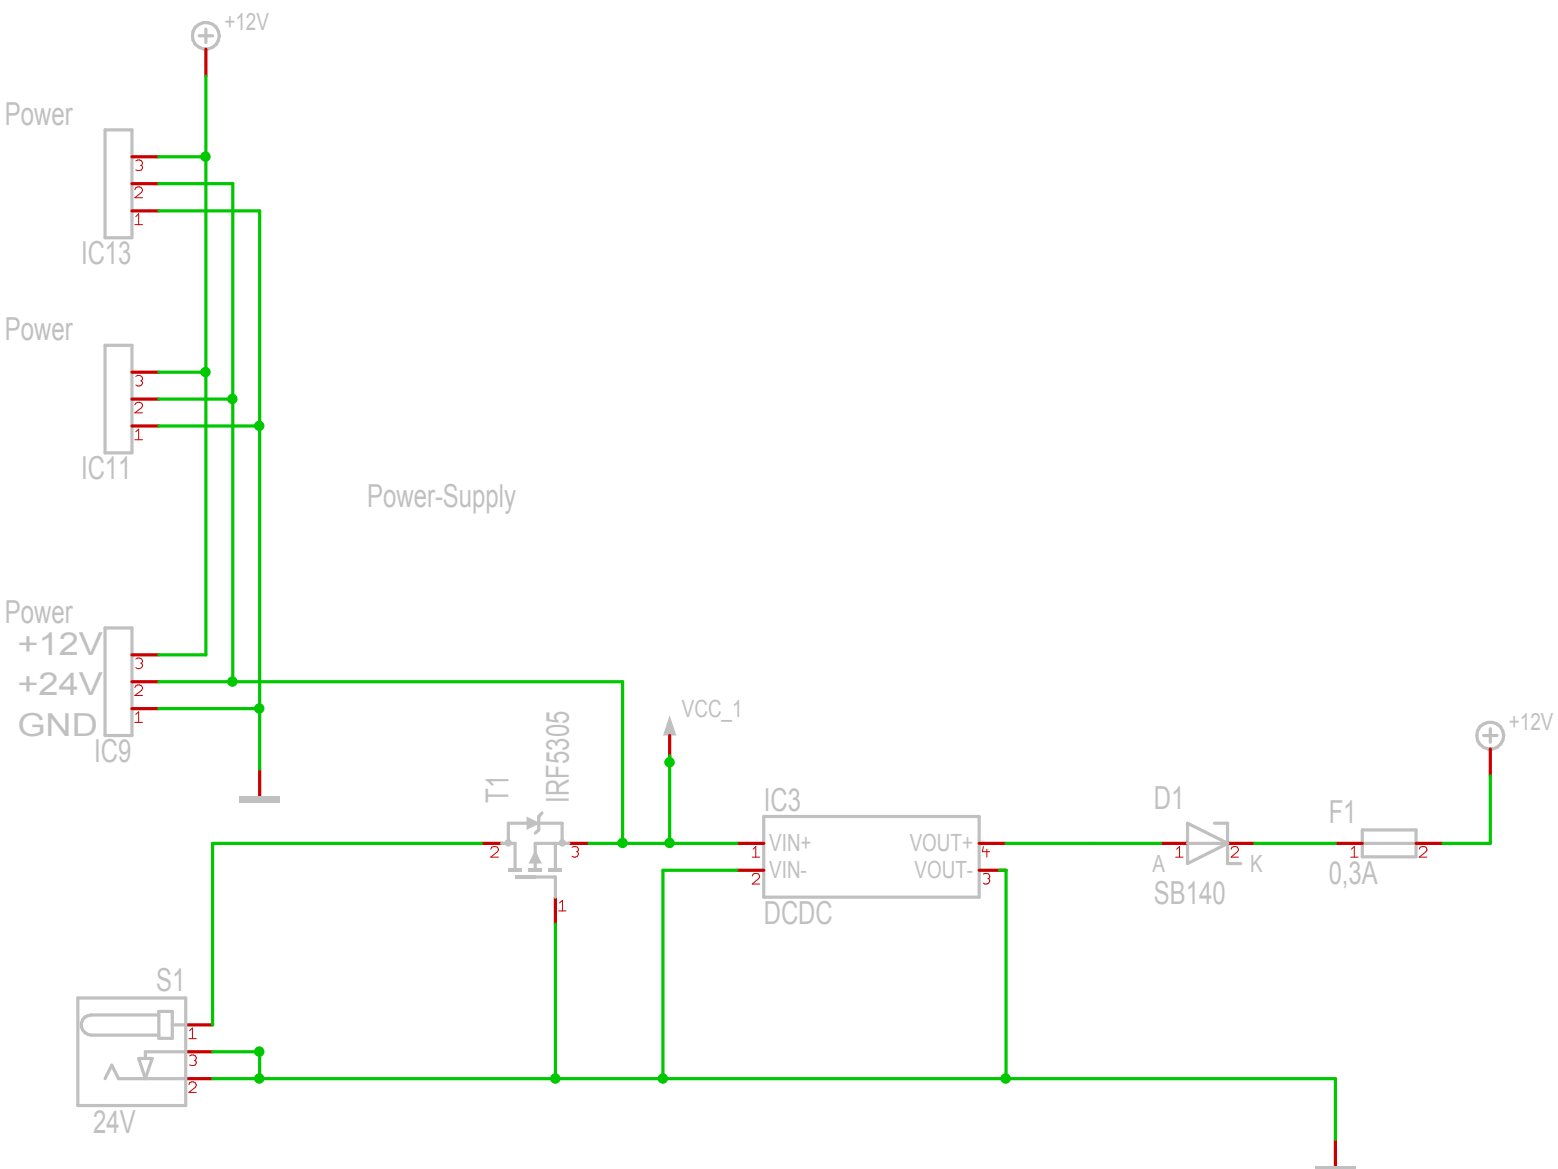 +12V
Power
3
2
1
IC13
Power
3
2
1
IC11
Power-Supply
Power
+12V
3
+24V
2
GND
1
IC9
VCC_1
+12V
T1
IRF5305
2
3
1
IC3
VIN+
VOUT+
1
4
VIN-
VOUT-
2
3
DCDC
D1
A
1
2
K
SB140
F1
1
2
0,3A
S1
1
3
2
24V